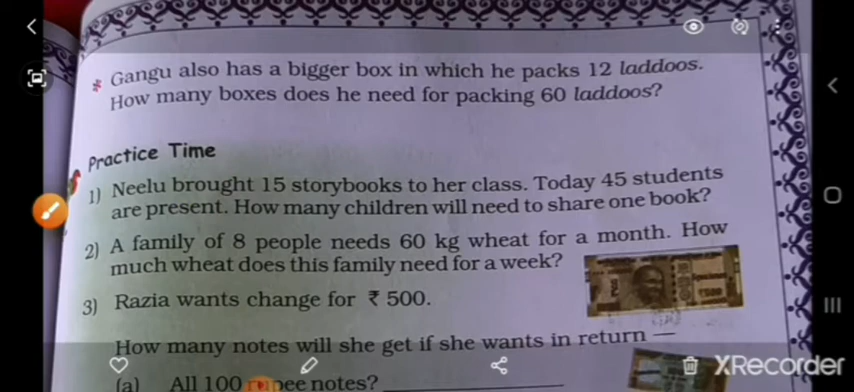 * Gangu also has a bigger box in which he packs 12 laddoos.
How many boxes does he need for packing 60 laddoos?
Practice Time
1) Neelu brought 15 storybooks to her class. Today 45 students
are present. How many children will need to share one book?
2) A family of 8 people needs 60 kg wheat for a month. How
much wheat does this family need for a week?
3) Razia wants change for ₹ 500.
How many notes will she get if she wants in return —
(a) All 100 rupee notes?
XRecorder